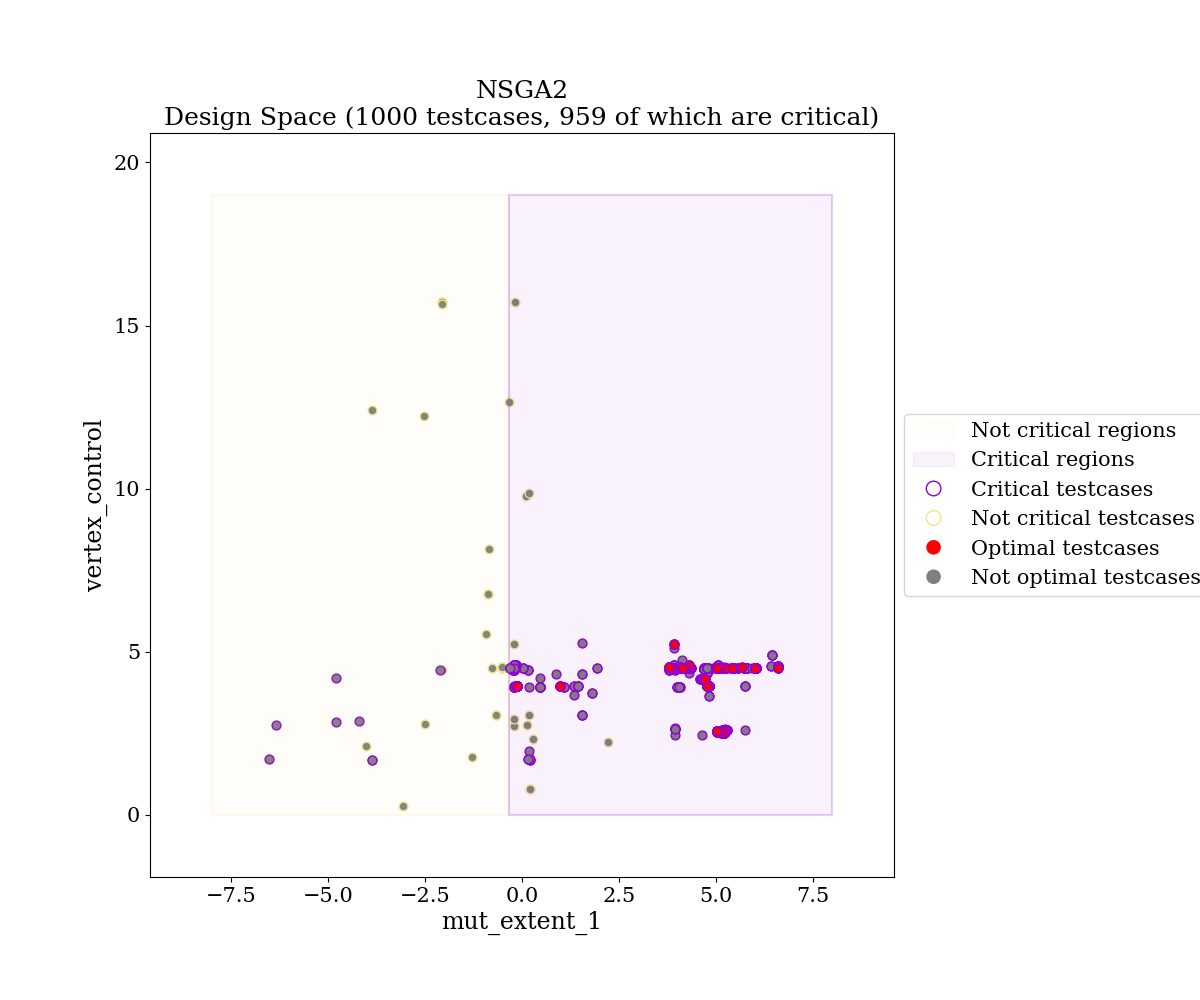 NSGA2
Design Space (1000 testcases, 959 of which are critical)
20
15
10
5
0
vertex_control
−7.5
−5.0
−2.5
0.0
2.5
5.0
7.5
mut_extent_1
Not critical regions
Critical regions
Critical testcases
Not critical testcases
Optimal testcases
Not optimal testcases